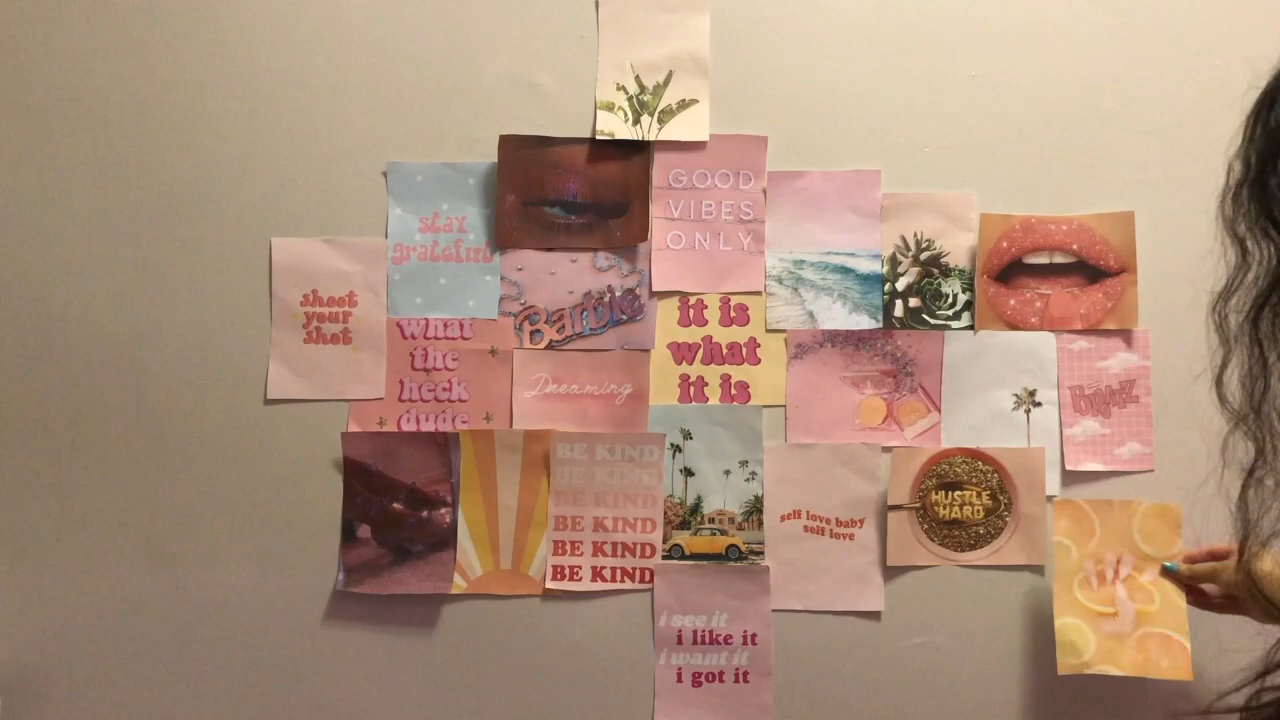 GOOD
VIBES
ONLY
stay
grateful
shoot
your
shot
Barbie
it is
what
it is
what
the
heck
dude
Dreaming
BRATZ
BE KIND
BE KIND
BE KIND
BE KIND
BE KIND
BE KIND
HUSTLE
HARD
self love baby
self love
i see it
i like it
i want it
i got it